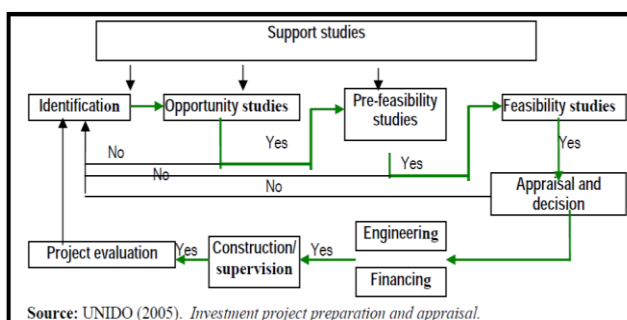 Support studies
Identification
Opportunity studies
Pre-feasibility
studies
Feasibility studies
Yes
Yes
Yes
No
No
No
Appraisal and
decision
Engineering
Project evaluation
Yes
Construction/
supervision
Yes
Financing
Source: UNIDO (2005). Investment project preparation and appraisal.